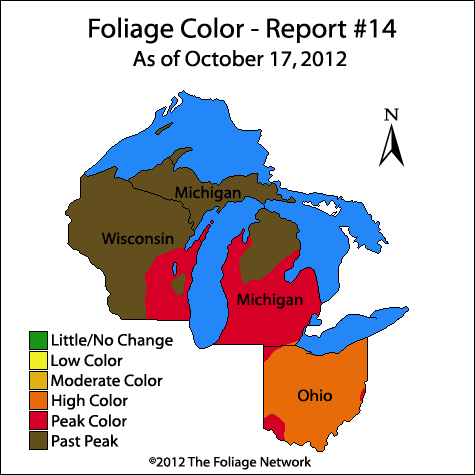 Foliage Color - Report #14
As of October 17, 2012
N
Michigan
Wisconsin
Michigan
Ohio
Little/No Change
Low Color
Moderate Color
High Color
Peak Color
Past Peak
©2012 The Foliage Network